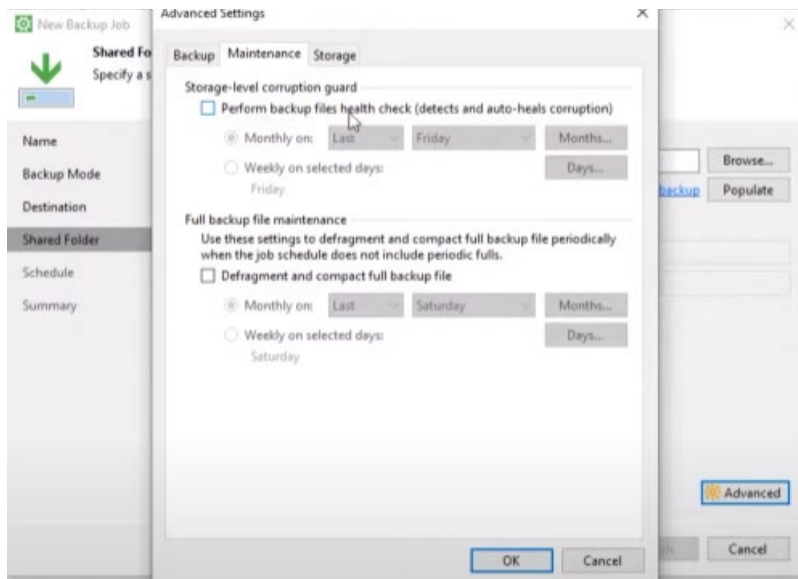 New Backup Job
Advanced Settings
Shared Fo
Specify a s
Backup Maintenance Storage
Storage-level corruption guard
Perform backup files health check (detects and auto-heals corruption)
Monthly on: Last Friday Months...
Weekly on selected days: Days...
Friday
Full backup file maintenance
Use these settings to defragment and compact full backup file periodically
when the job schedule does not include periodic fulls.
Defragment and compact full backup file
Monthly on: Last Saturday Months...
Weekly on selected days: Days...
Saturday
OK Cancel
Name
Backup Mode
Destination
Shared Folder
Schedule
Summary
Browse...
backup Populate
Advanced
Cancel